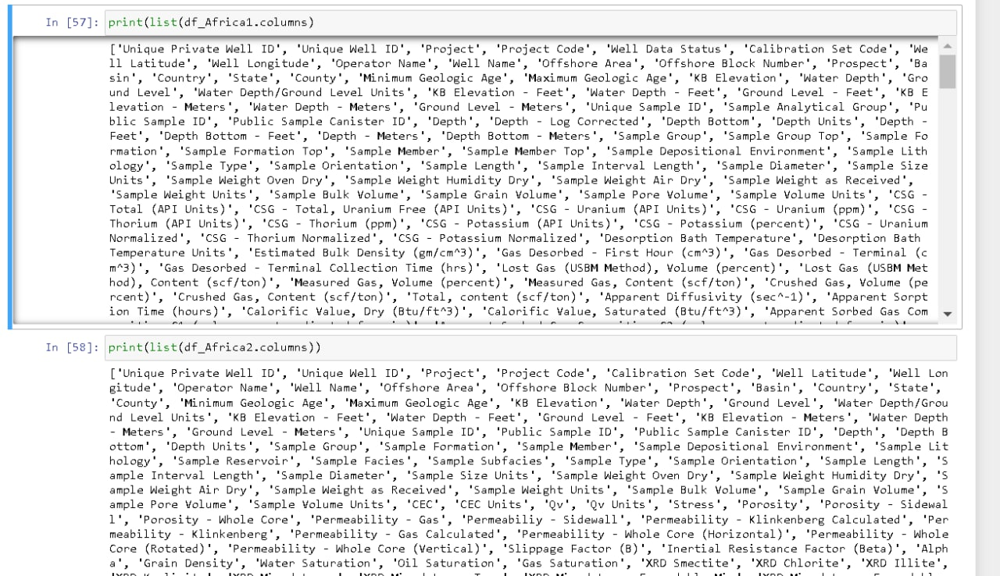 In [57]: print(list(df_Africa1.columns)
['Unique Private Well ID', 'Unique Well ID', 'Project', 'Project Code', 'Well Data Status', 'Calibration Set Code', 'We
ll Latitude', 'Well Longitude', 'Operator Name', 'Well Name', 'Offshore Area', 'Offshore Block Number', 'Prospect', 'Ba
sin', 'Country', 'State', 'County', 'Minimum Geologic Age', 'Maximum Geologic Age', 'KB Elevation', 'Water Depth', 'Gro
und Level', 'Water Depth/Ground Level Units', 'KB Elevation - Feet', 'Water Depth - Feet', 'Ground Level - Feet', 'KB E
levation - Meters', 'Water Depth - Meters', 'Ground Level - Meters', 'Unique Sample ID', 'Sample Analytical Group', 'Pu
blic Sample ID', 'Public Sample Canister ID', 'Depth', 'Depth - Log Corrected', 'Depth Bottom', 'Depth Units', 'Depth -
Feet', 'Depth Bottom - Feet', 'Depth - Meters', 'Depth Bottom - Meters', 'Sample Group', 'Sample Group Top', 'Sample Fo
rmation', 'Sample Formation Top', 'Sample Member', 'Sample Member Top', 'Sample Depositional Environment', 'Sample Lith
ology', 'Sample Type', 'Sample Orientation', 'Sample Length', 'Sample Interval Length', 'Sample Diameter', 'Sample Size
Units', 'Sample Weight Oven Dry', 'Sample Weight Humidity Dry', 'Sample Weight Air Dry', 'Sample Weight as Received',
'Sample Weight Units', 'Sample Bulk Volume', 'Sample Grain Volume', 'Sample Pore Volume', 'Sample Volume Units', 'CSG -
Total (API Units)', 'CSG - Total, Uranium Free (API Units)', 'CSG - Uranium (API Units)', 'CSG - Uranium (ppm)', 'CSG -
Thorium (API Units)', 'CSG - Thorium (ppm)', 'CSG - Potassium (API Units)', 'CSG - Potassium (percent)', 'CSG - Uranium
Normalized', 'CSG - Thorium Normalized', 'CSG - Potassium Normalized', 'Desorption Bath Temperature', 'Desorption Bath
Temperature Units', 'Estimated Bulk Density (gm/cm^3)', 'Gas Desorbed - First Hour (cm^3)', 'Gas Desorbed - Terminal (c
m^3)', 'Gas Desorbed - Terminal Collection Time (hrs)', 'Lost Gas (USBM Method), Volume (percent)', 'Lost Gas (USBM Met
hod), Content (scf/ton)', 'Measured Gas, Volume (percent)', 'Measured Gas, Content (scf/ton)', 'Crushed Gas, Volume (pe
rcent)', 'Crushed Gas, Content (scf/ton)', 'Total, content (scf/ton)', 'Apparent Diffusivity (sec^-1)', 'Apparent Sorpt
ion Time (hours)', 'Calorific Value, Dry (Btu/ft^3)', 'Calorific Value, Saturated (Btu/ft^3)', 'Apparent Sorbed Gas Com
In [58]: print(list(df_Africa2.columns))
['Unique Private Well ID', 'Unique Well ID', 'Project', 'Project Code', 'Calibration Set Code', 'Well Latitude', 'Well Lon
gitude', 'Operator Name', 'Well Name', 'Offshore Area', 'Offshore Block Number', 'Prospect', 'Basin', 'Country', 'State',
'County', 'Minimum Geologic Age', 'Maximum Geologic Age', 'KB Elevation', 'Water Depth', 'Ground Level', 'Water Depth/Grou
nd Level Units', 'KB Elevation - Feet', 'Water Depth - Feet', 'Ground Level - Feet', 'KB Elevation - Meters', 'Water Depth
- Meters', 'Ground Level - Meters', 'Unique Sample ID', 'Public Sample ID', 'Public Sample Canister ID', 'Depth', 'Depth B
ottom', 'Depth Units', 'Sample Group', 'Sample Formation', 'Sample Member', 'Sample Depositional Environment', 'Sample Lit
hology', 'Sample Reservoir', 'Sample Facies', 'Sample Subfacies', 'Sample Type', 'Sample Orientation', 'Sample Length', 'S
ample Interval Length', 'Sample Diameter', 'Sample Size Units', 'Sample Weight Oven Dry', 'Sample Weight Humidity Dry', 'S
ample Weight Air Dry', 'Sample Weight as Received', 'Sample Weight Units', 'Sample Bulk Volume', 'Sample Grain Volume', 'S
ample Pore Volume', 'Sample Volume Units', 'CEC', 'CEC Units', 'Qv', 'Qv Units', 'Stress', 'Porosity', 'Porosity - Sidewal
l', 'Porosity - Whole Core', 'Permeability - Gas', 'Permeabiliy - Sidewall', 'Permeability - Klinkenberg Calculated', 'Per
meability - Klinkenberg', 'Permeability - Gas Calculated', 'Permeability - Whole Core (Horizontal)', 'Permeability - Whole
Core (Rotated)', 'Permeability - Whole Core (Vertical)', 'Slippage Factor (B)', 'Inertial Resistance Factor (Beta)', 'Alph
a', 'Grain Density', 'Water Saturation', 'Oil Saturation', 'Gas Saturation', 'XRD Smectite', 'XRD Chlorite', 'XRD Illite',